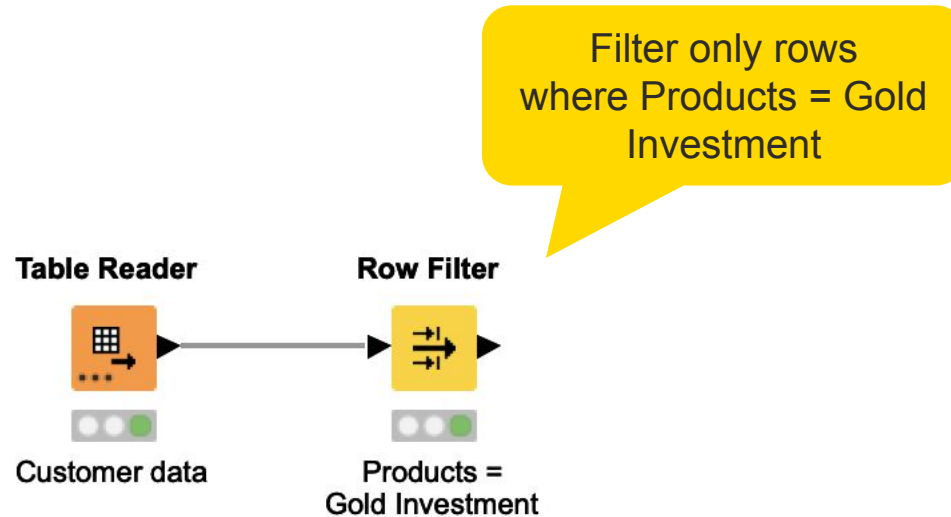 Filter only rows
where Products = Gold
Investment
Table Reader
Row Filter
Customer data
Products =
Gold Investment